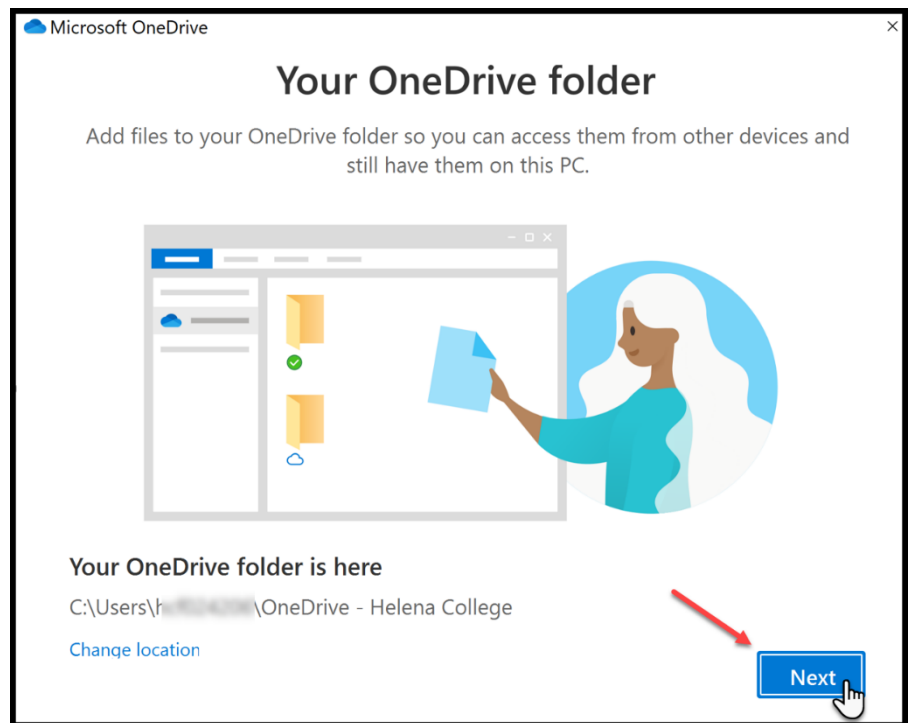 Microsoft OneDrive
Your OneDrive folder
Add files to your OneDrive folder so you can access them from other devices and
still have them on this PC.
Your OneDrive folder is here
C:\Users\h \OneDrive - Helena College
Change location
Next